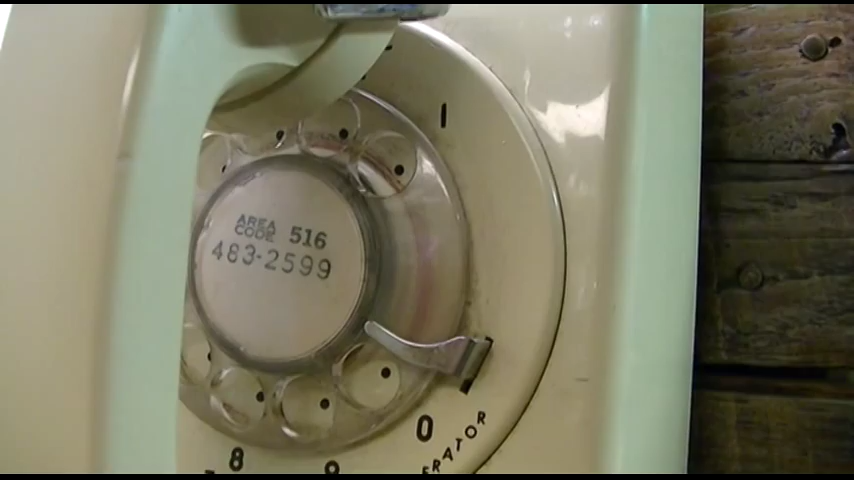 1
AREA
CODE 516
483-2599
0
ERATOR
8
9